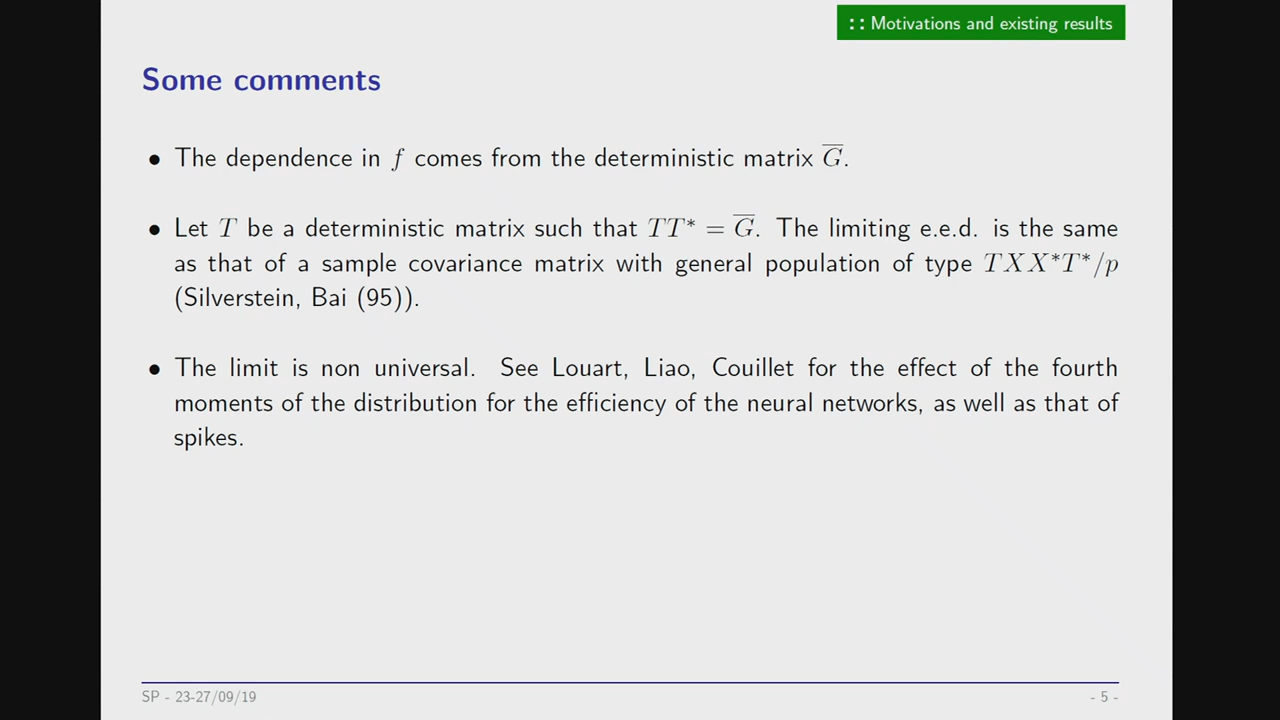 :: Motivations and existing results
Some comments
• The dependence in $f$ comes from the deterministic matrix $\overline{G}$.
• Let $T$ be a deterministic matrix such that $TT^* = \overline{G}$. The limiting e.e.d. is the same
as that of a sample covariance matrix with general population of type $TXX^*T^*/p$
(Silverstein, Bai (95)).
• The limit is non universal. See Louart, Liao, Couillet for the effect of the fourth
moments of the distribution for the efficiency of the neural networks, as well as that of
spikes.
SP - 23-27/09/19
- 5 -